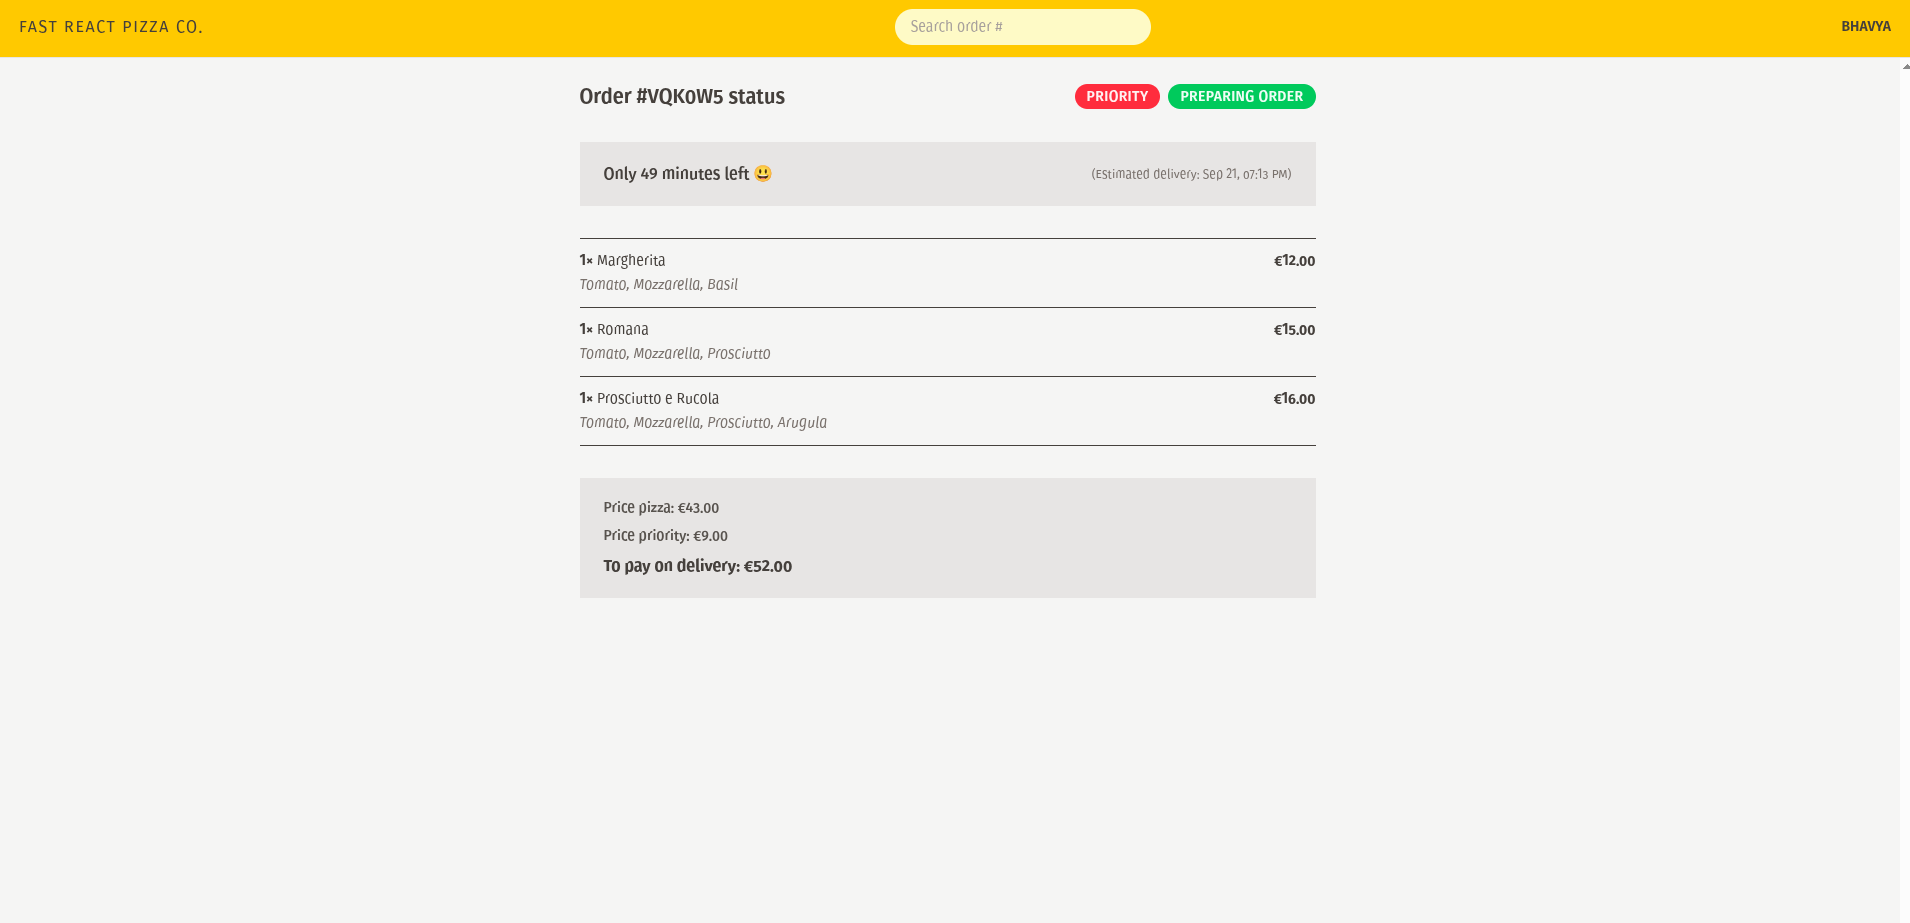 FAST REACT PIZZA CO.
Search order #
BHAVYA
Order #VQK0W5 status
PRIORITY
PREPARING ORDER
Only 49 minutes left 😃
(Estimated delivery: Sep 21, 07:13 PM)
1× Margherita
€12.00
Tomato, Mozzarella, Basil
1× Romana
€15.00
Tomato, Mozzarella, Prosciutto
1× Prosciutto e Rucola
€16.00
Tomato, Mozzarella, Prosciutto, Arugula
Price pizza: €43.00
Price priority: €9.00
To pay on delivery: €52.00